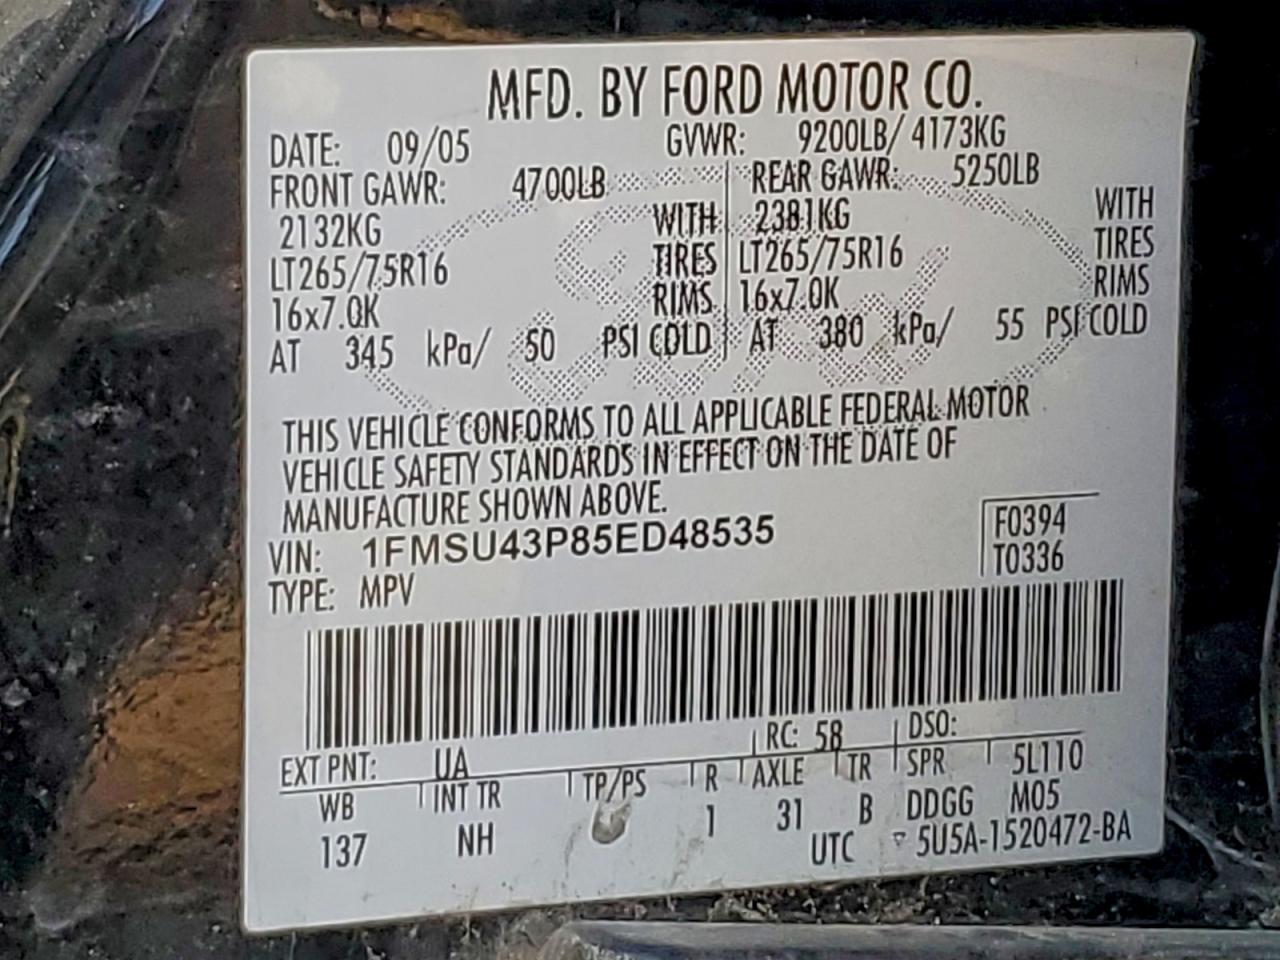 MFD. BY FORD MOTOR CO.
DATE: 09/05 GVWR: 9200LB/ 4173KG
FRONT GAWR: 4700LB REAR GAWR: 5250LB
2132KG WITH 2381KG WITH
LT265/75R16 TIRES LT265/75R16 TIRES
16x7.0K RIMS 16x7.0K RIMS
AT 345 kPa/ 50 PSI COLD AT 380 kPa/ 55 PSI COLD
THIS VEHICLE CONFORMS TO ALL APPLICABLE FEDERAL MOTOR
VEHICLE SAFETY STANDARDS IN EFFECT ON THE DATE OF
MANUFACTURE SHOWN ABOVE.
VIN: 1FMSU43P85ED48535
F0394
TYPE: MPV
T0336
EXT PNT: UA RC: 58 DSO:
WB INT TR TP/PS R AXLE TR SPR 5L110
137 NH 1 31 B DDGG M05
UTC ▽ 5U5A-1520472-BA